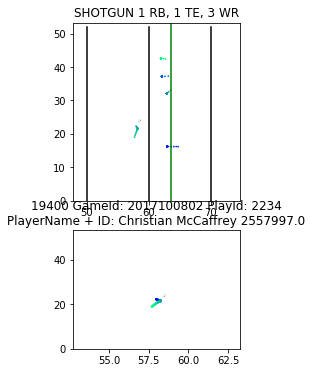 SHOTGUN 1 RB, 1 TE, 3 WR
50
40
30
20
10
0
50 60 70
19400 GameId: 2017100802 PlayId: 2234
PlayerName + ID: Christian McCaffrey 2557997.0
40
20
0
55.0 57.5 60.0 62.5